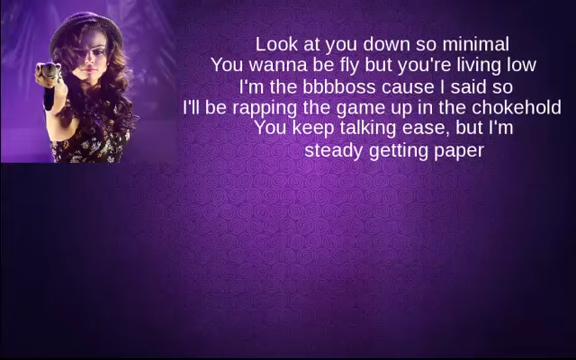 Look at you down so minimal
You wanna be fly but you're living low
I'm the bbbboss cause I said so
I'll be rapping the game up in the chokehold
You keep talking ease, but I'm
steady getting paper